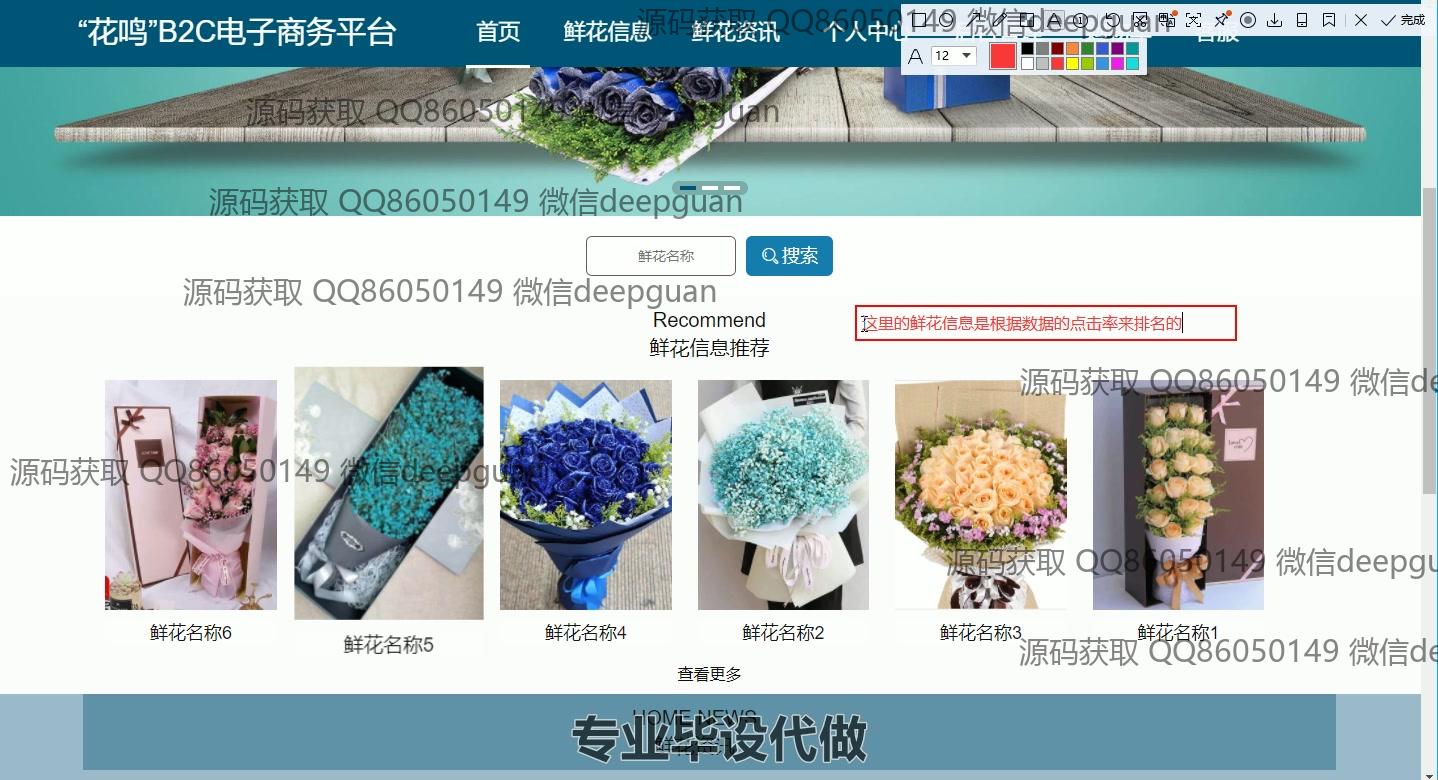 “花鸣”B2C电子商务平台
首页
鲜花信息
鲜花资讯
个人中心
客服
完成
A 12
源码获取 QQ86050149 微信deepguan
源码获取 QQ86050149 微信deepguan
源码获取 QQ86050149 微信deepguan
鲜花名称
搜索
源码获取 QQ86050149 微信deepguan
Recommend
这里的鲜花信息是根据数据的点击率来排名的
鲜花信息推荐
源码获取 QQ86050149 微信de
源码获取 QQ86050149 微信deepguan
源码获取 QQ86050149 微信deepgu
鲜花名称6
鲜花名称5
鲜花名称4
鲜花名称2
鲜花名称3
鲜花名称1
源码获取 QQ86050149 微信de
查看更多
HOME NEWS
鲜花资讯
专业毕设代做